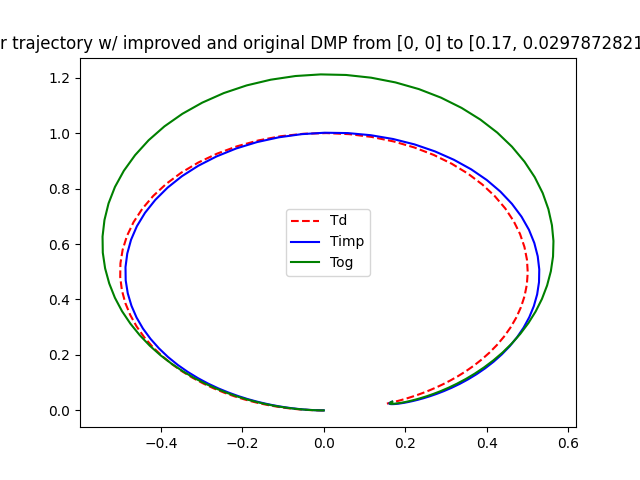 r trajectory w/ improved and original DMP from [0, 0] to [0.17, 0.0297872821
1.2
1.0
0.8
0.6
0.4
0.2
0.0
Td
Timp
Tog
−0.4 −0.2 0.0 0.2 0.4 0.6